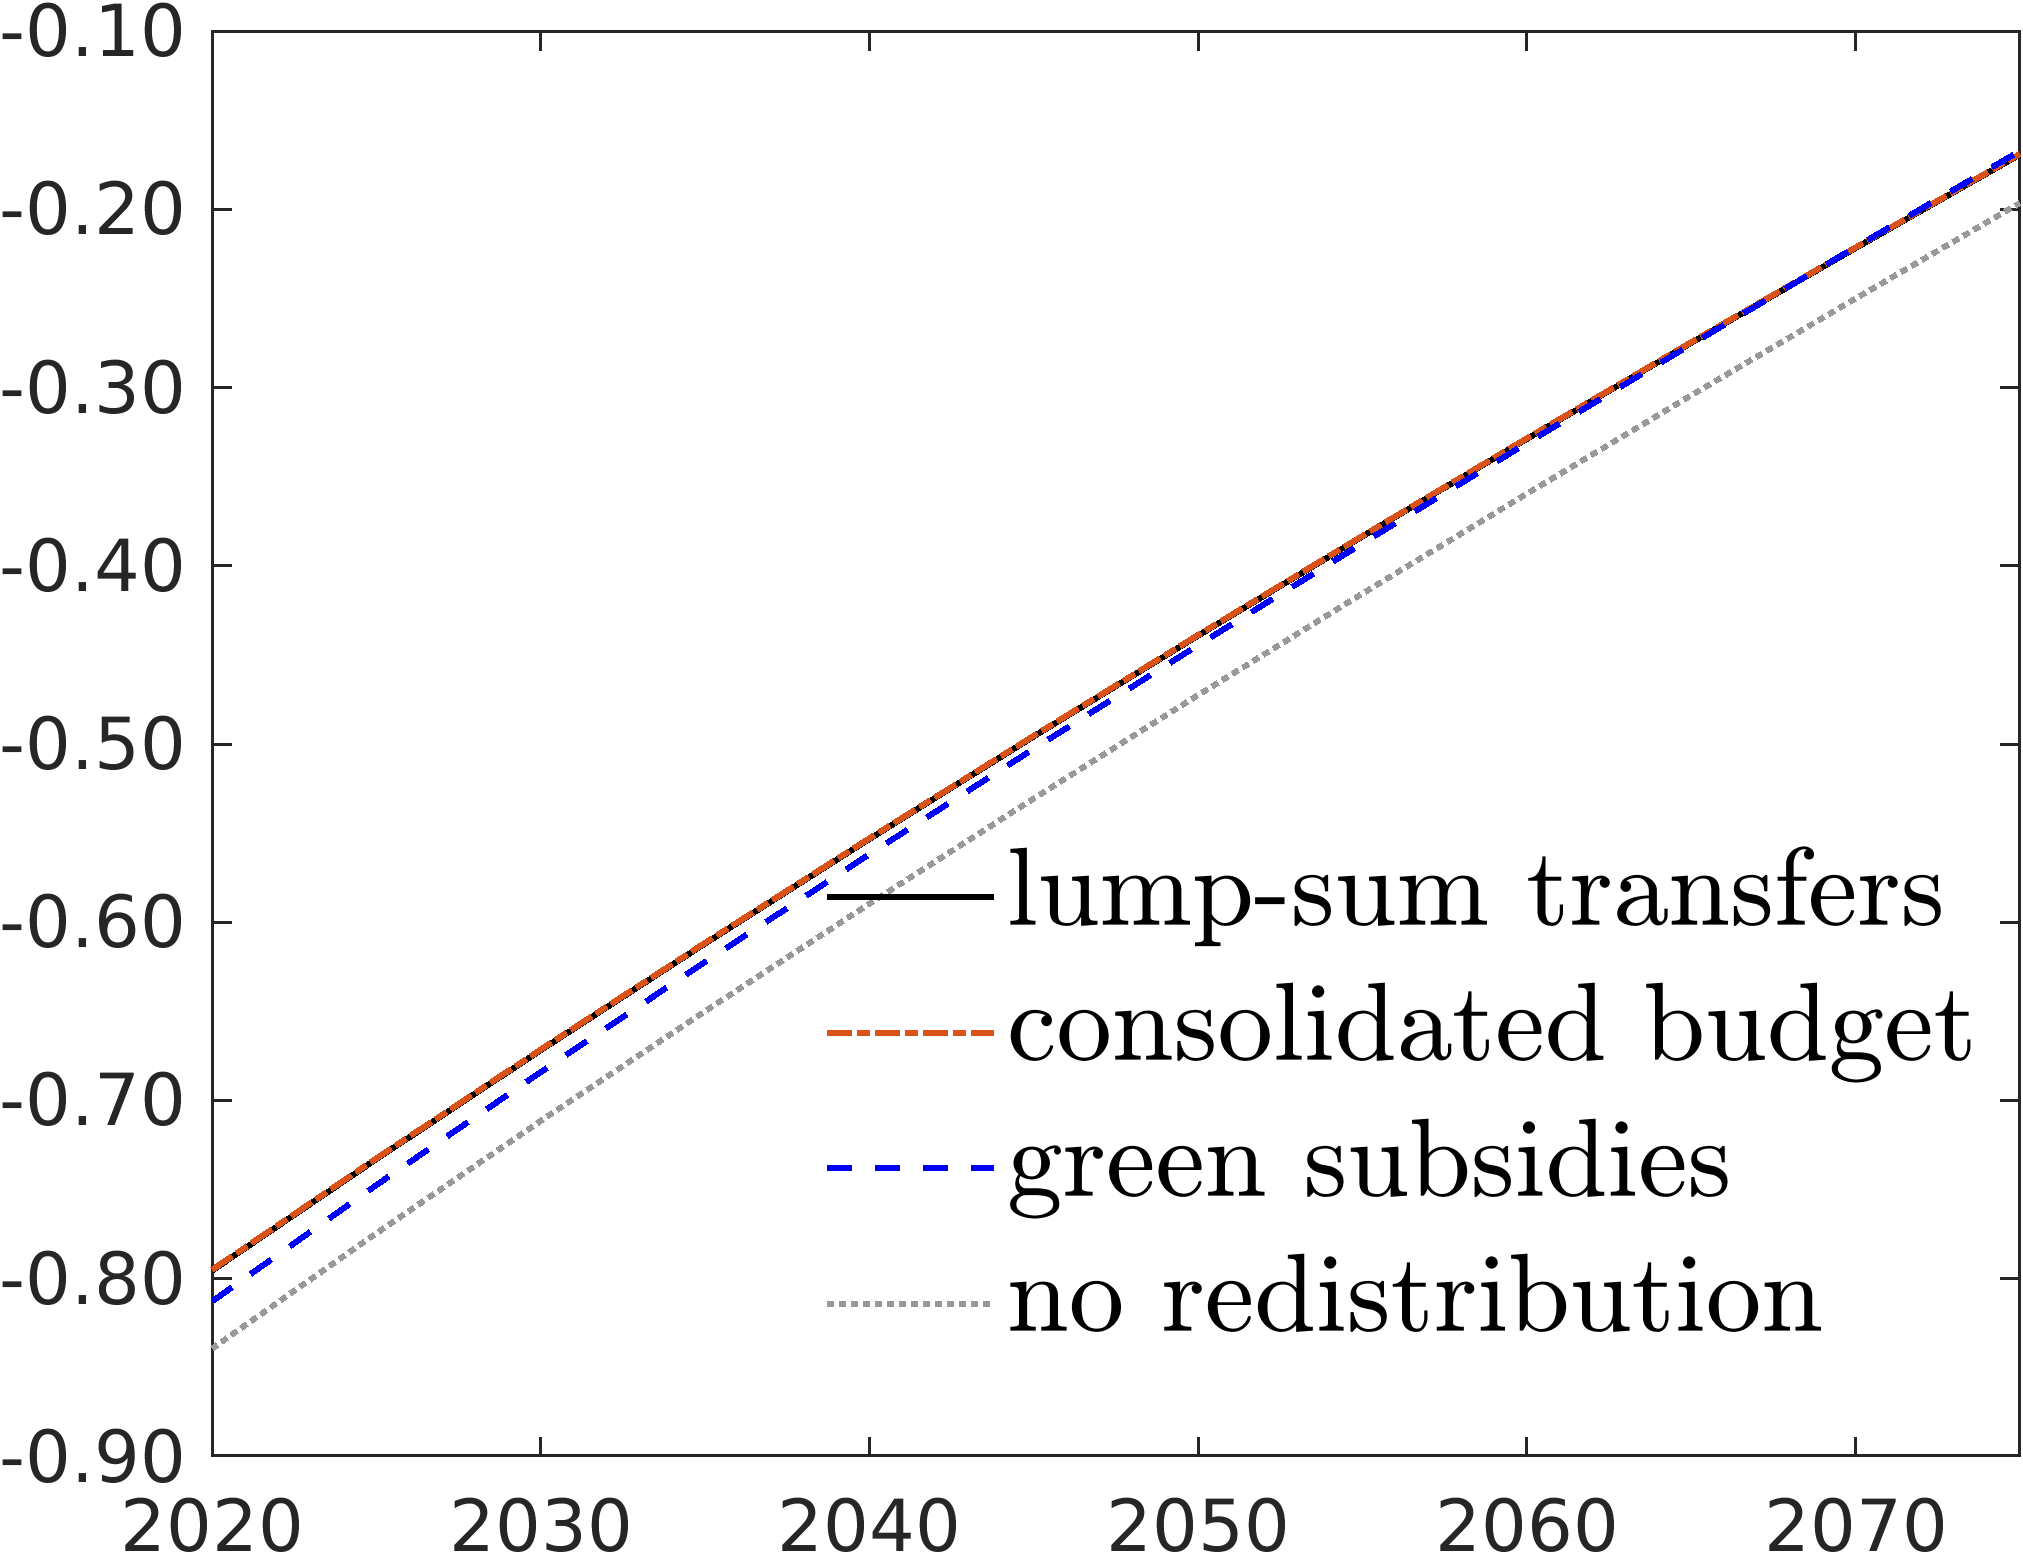 -0.10
-0.20
-0.30
-0.40
-0.50
-0.60
-0.70
-0.80
-0.90
lump-sum transfers
consolidated budget
green subsidies
no redistribution
2020 2030 2040 2050 2060 2070